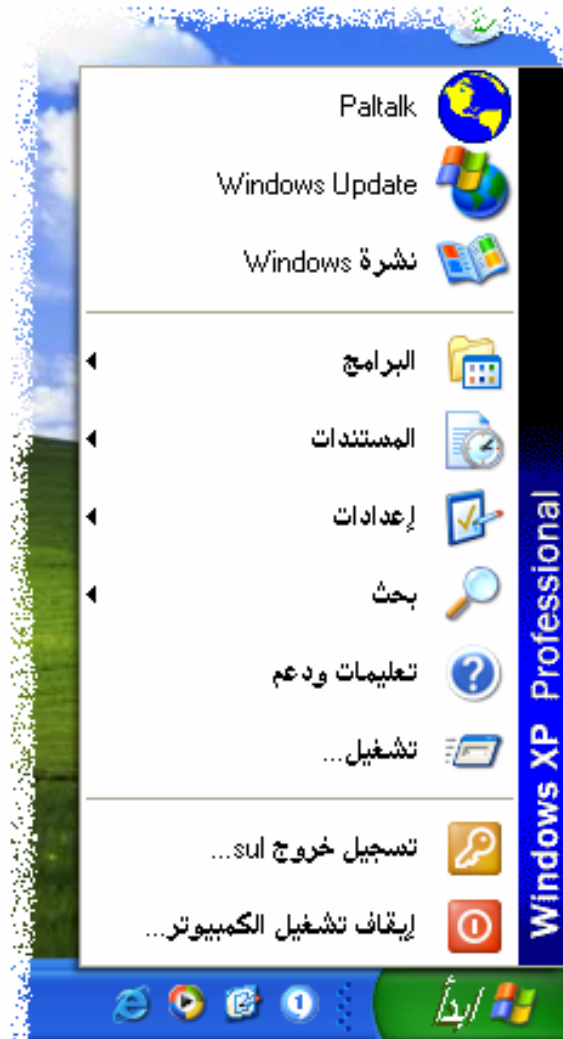 Paltalk
Windows Update
نشرة Windows
البرامج
المستندات
إعدادات
بحث
تعليمات ودعم
تشغيل...
تسجيل خروج sul...
إيقاف تشغيل الكمبيوتر...
Windows XP Professional
ابدأ